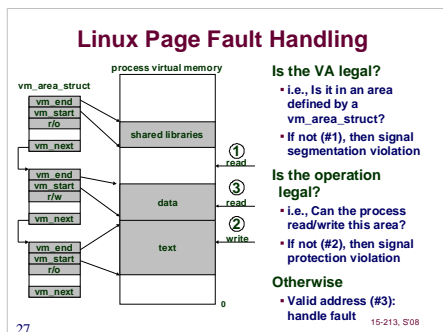 Linux Page Fault Handling
process virtual memory
vm_area_struct
vm_end
vm_start
r/o
vm_next
vm_end
vm_start
r/w
vm_next
vm_end
vm_start
r/o
vm_next
shared libraries
1
read
3
data
read
2
write
text
0
Is the VA legal?
▪ i.e., Is it in an area
defined by a
vm_area_struct?
▪ If not (#1), then signal
segmentation violation
Is the operation
legal?
▪ i.e., Can the process
read/write this area?
▪ If not (#2), then signal
protection violation
Otherwise
▪ Valid address (#3):
handle fault
27
15-213, S'08